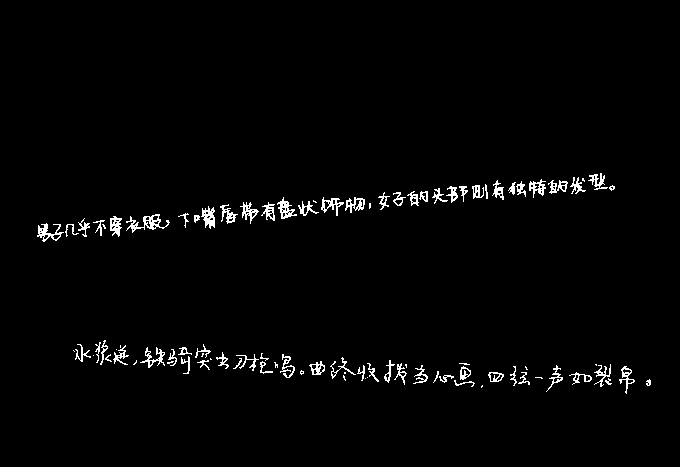 男子几乎不穿衣服，下嘴唇带有盘状饰物，女子的头部则有独特的发型。
水浆迸，铁骑突出刀枪鸣。曲终收拨当心画，四弦一声如裂帛。